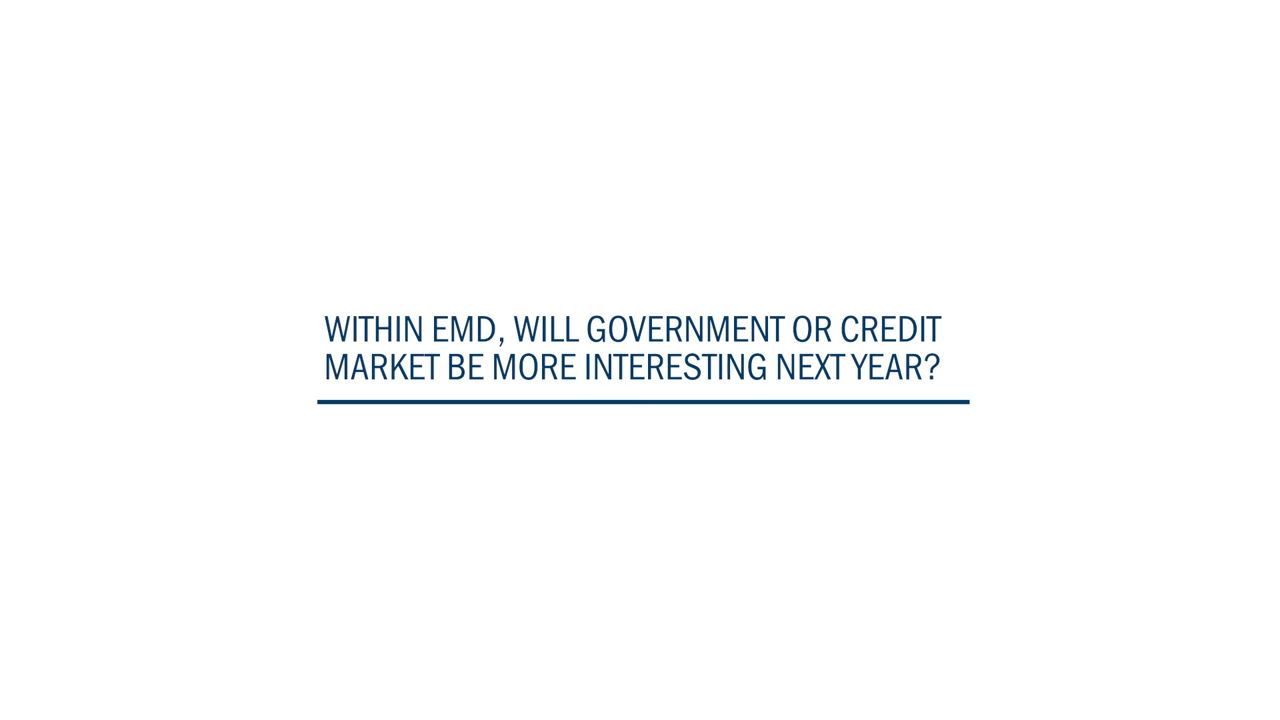 WITHIN EMD, WILL GOVERNMENT OR CREDIT
MARKET BE MORE INTERESTING NEXT YEAR?